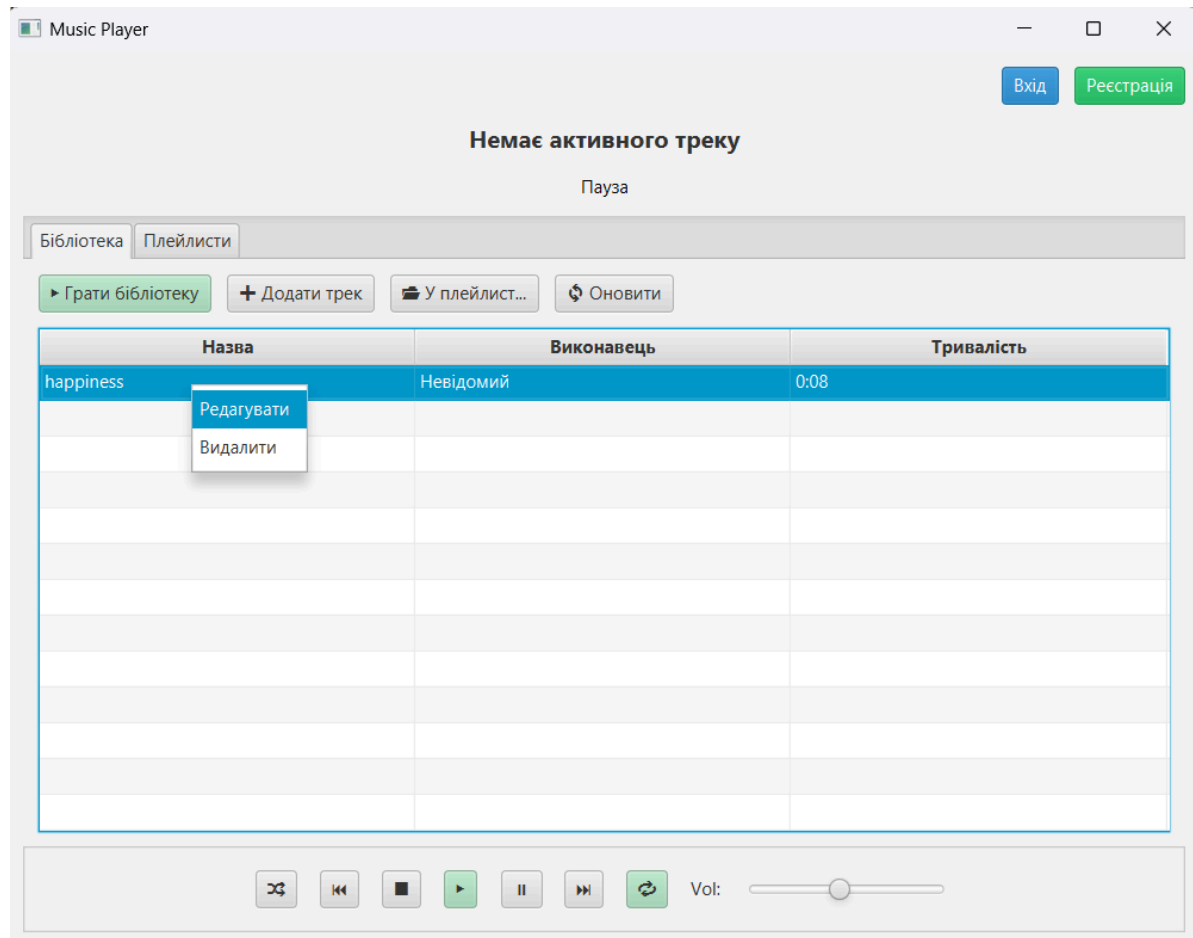 Music Player
Вхід Реєстрація
Немає активного треку
Пауза
Бібліотека Плейлисти
Грати бібліотеку Додати трек У плейлист... Оновити
Назва Виконавець Тривалість
happiness Невідомий 0:08
Редагувати
Видалити
Vol: